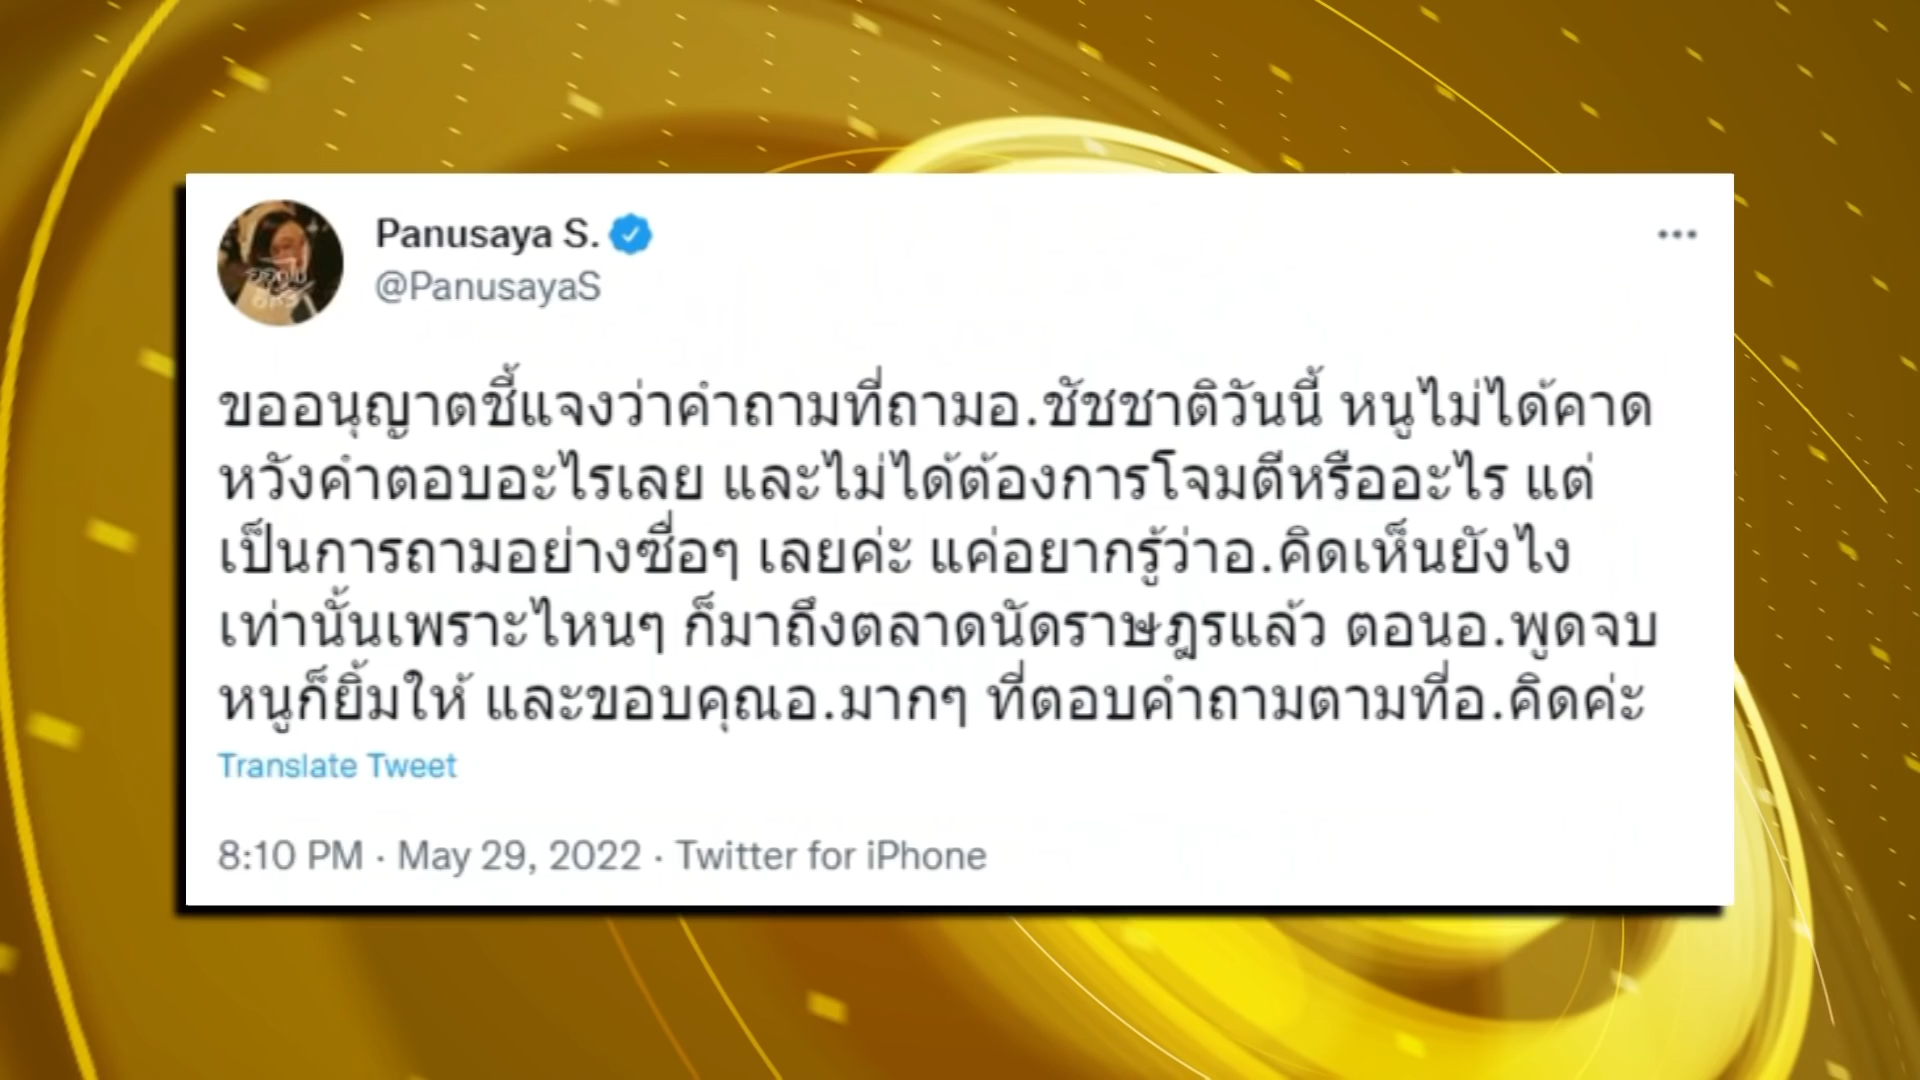 Panusaya S.
@PanusayaS
ขออนุญาตชี้แจงว่าคำถามที่ถามอ.ชัชชาติวันนี้ หนูไม่ได้คาด
หวังคำตอบอะไรเลย และไม่ได้ต้องการโจมตีหรืออะไร แต่
เป็นการถามอย่างซื่อๆ เลยค่ะ แค่อยากรู้ว่าอ.คิดเห็นยังไง
เท่านั้นเพราะไหนๆ ก็มาถึงตลาดนัดราษฎรแล้ว ตอนอ.พูดจบ
หนูก็ยิ้มให้ และขอบคุณอ.มากๆ ที่ตอบคำถามตามที่อ.คิดค่ะ
Translate Tweet
8:10 PM · May 29, 2022 · Twitter for iPhone